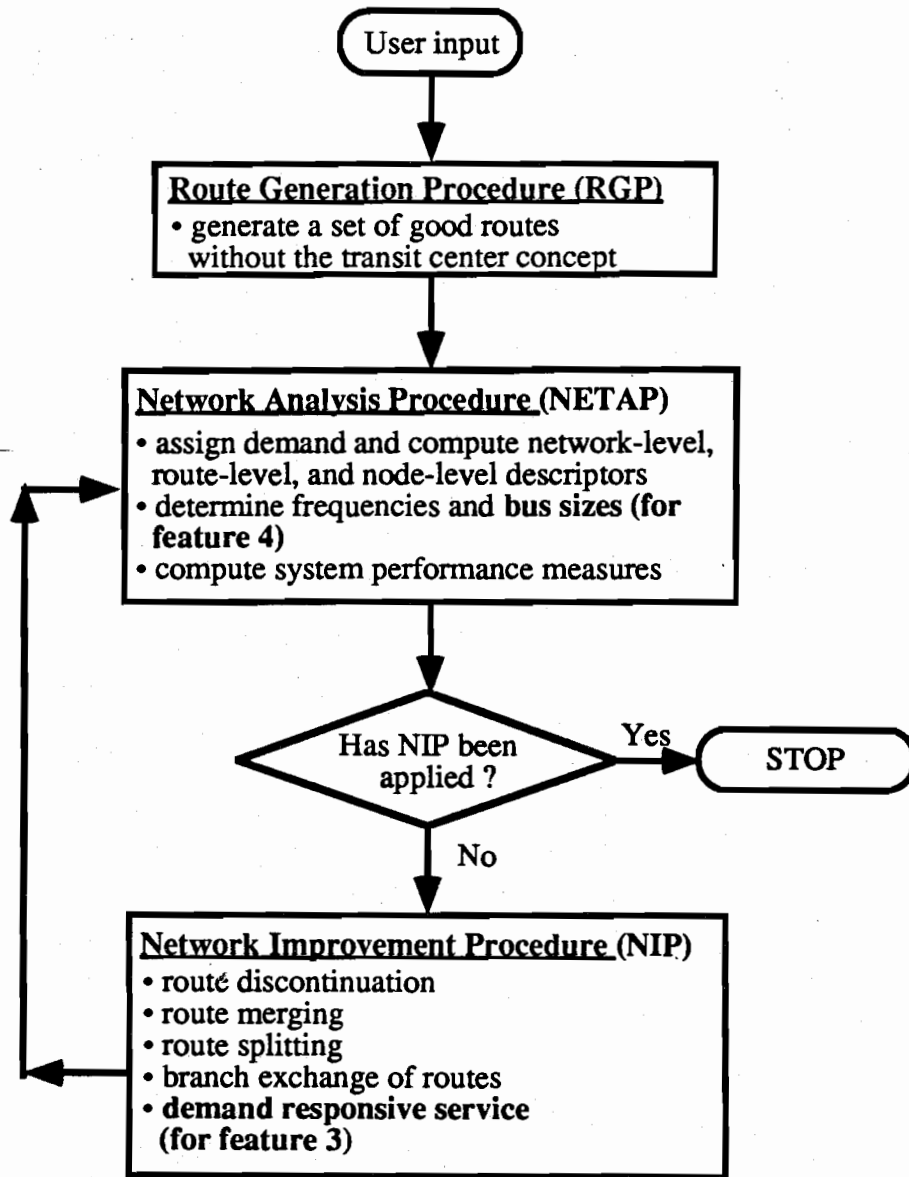 User input
Route Generation Procedure (RGP)
• generate a set of good routes
without the transit center concept
Network Analysis Procedure (NETAP)
• assign demand and compute network-level,
route-level, and node-level descriptors
• determine frequencies and bus sizes (for
feature 4)
• compute system performance measures
Has NIP been
applied ?
Yes
STOP
No
Network Improvement Procedure (NIP)
• route discontinuation
• route merging
• route splitting
• branch exchange of routes
• demand responsive service
(for feature 3)